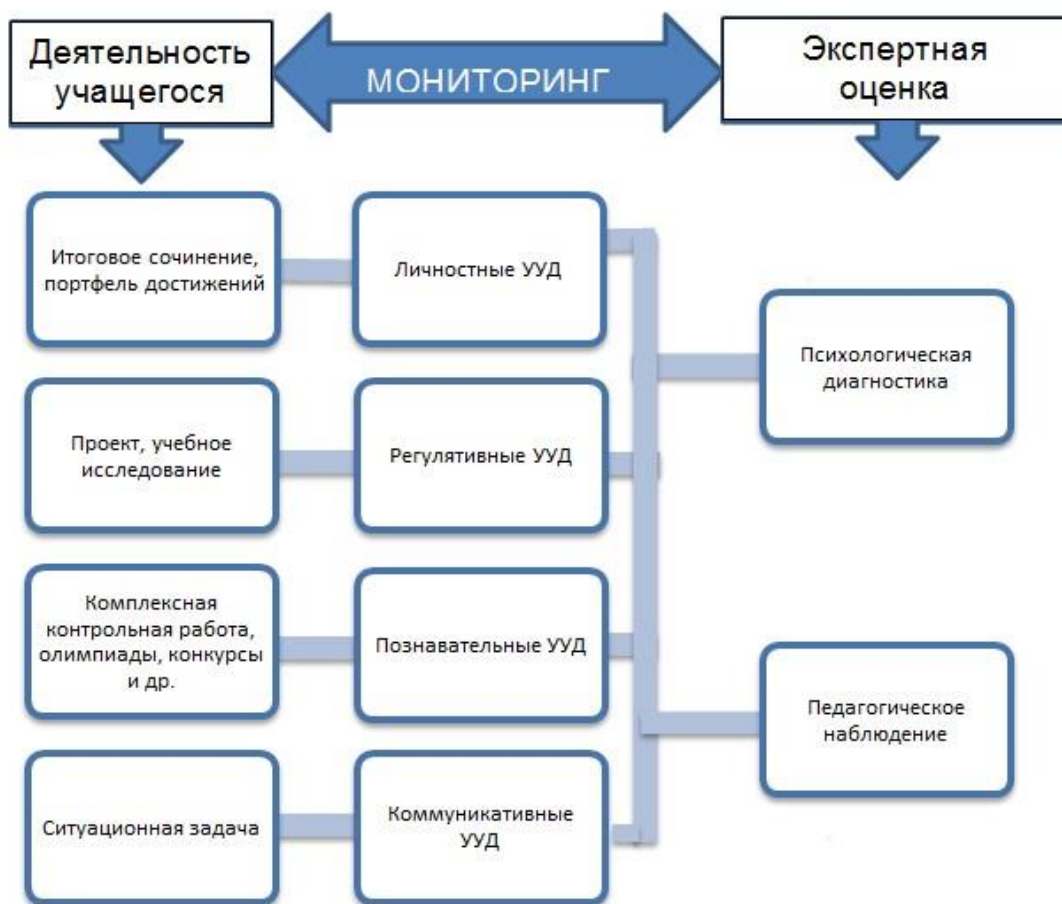 Деятельность
учащегося
МОНИТОРИНГ
Экспертная
оценка
Итоговое сочинение,
портфель достижений
Личностные УУД
Психологическая
диагностика
Проект, учебное
исследование
Регулятивные УУД
Комплексная
контрольная работа,
олимпиады, конкурсы
и др.
Познавательные УУД
Педагогическое
наблюдение
Ситуационная задача
Коммуникативные
УУД